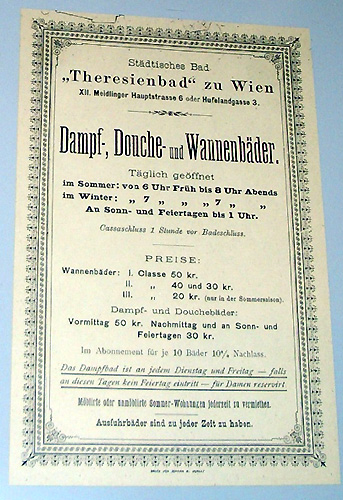 Städtisches Bad
„Theresienbad“ zu Wien
XII. Meidlinger Hauptstrasse 6 oder Hufelandgasse 3.
Dampf-, Douche- und Wannenbäder.
Täglich geöffnet
im Sommer: von 6 Uhr Früh bis 8 Uhr Abends
im Winter: „ 7 „ „ „ 7 „ „
An Sonn- und Feiertagen bis 1 Uhr.
Cassaschluss 1 Stunde vor Badeschluss.
PREISE:
Wannenbäder: I. Classe 50 kr.
II. „ 40 und 30 kr.
III. „ 20 kr. (nur in der Sommersaison).
Dampf- und Douchebäder:
Vormittag 50 kr. Nachmittag und an Sonn- und
Feiertagen 30 kr.
Im Abonnement für je 10 Bäder 10% Nachlass.
Das Dampfbad ist an jedem Dienstag und Freitag — falls
an diesen Tagen kein Feiertag eintritt — für Damen reservirt.
Möblirte oder unmöblirte Sommer-Wohnungen jederzeit zu vermiethen.
Ausfuhrbäder sind zu jeder Zeit zu haben.